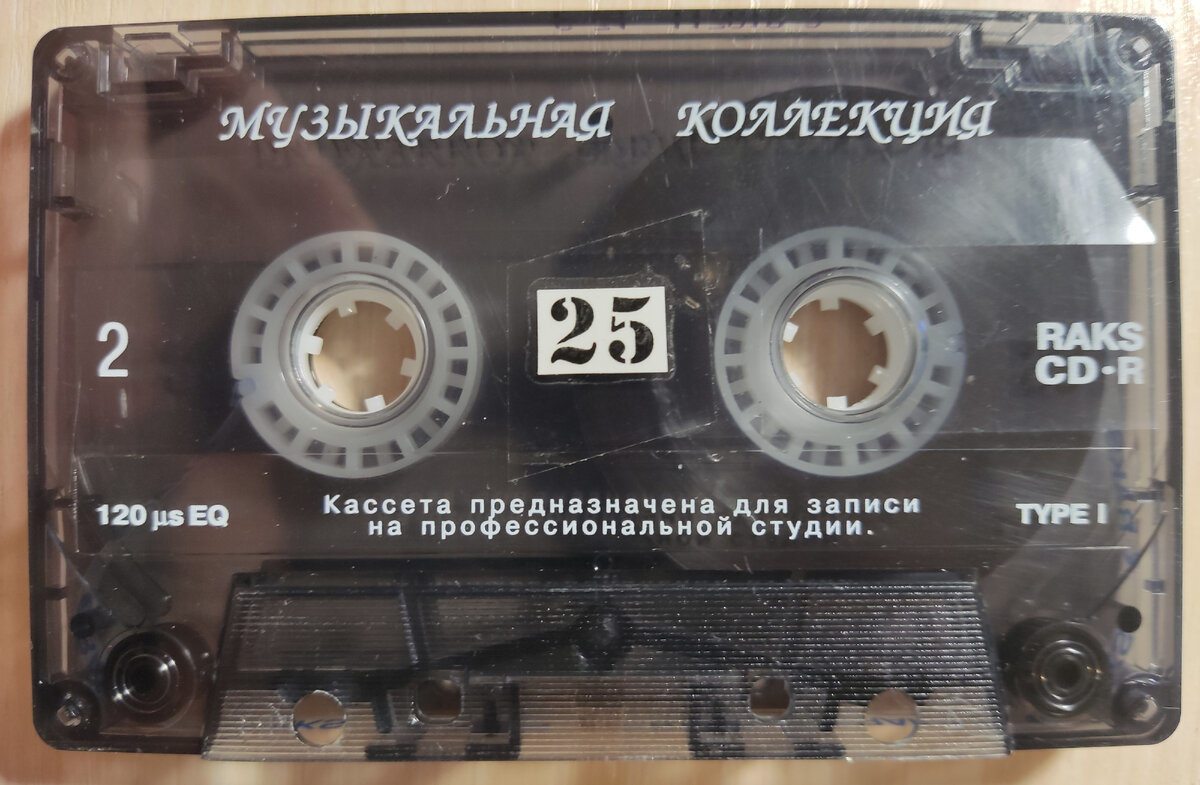 МУЗЫКАЛЬНАЯ КОЛЛЕКЦИЯ
25
2
RAKS
CD·R
120 µs EQ
Кассета предназначена для записи
на профессиональной студии.
TYPE I